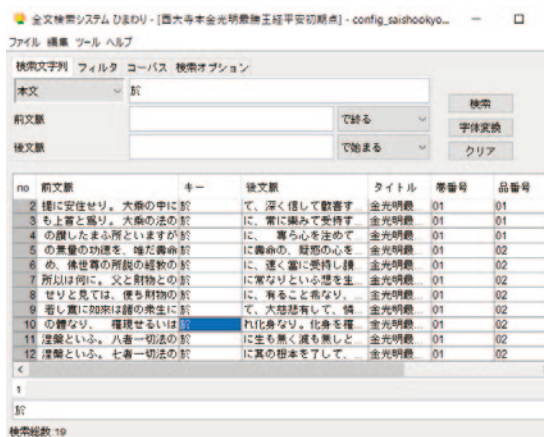 全文検索システム ひまわり - [西大寺本金光明最勝王経平安初期点] - config_saishookyo...
ファイル 編集 ツール ヘルプ
検索文字列 フィルタ コーパス 検索オプション
本文 於 検索
前文脈 で終る 字体変換
後文脈 で始まる クリア
no 前文脈 キー 後文脈 タイトル 巻番号 品番号
2 提に安住せり。大乗の中に 於 て、深く信して歓喜す 金光明最... 01 01
3 も上首と爲り。大乗の法の 於 に、常に樂みて受持す 金光明最... 01 01
4 の讃したまふ所といますが 於 に、 専ら心を注めて 金光明最... 01 01
5 の無量の功徳を、唯だ壽命 於 に壽命の、疑惑の心を 金光明最... 01 02
6 め、佛世尊の所説の經教の 於 に、速く當に受持し讀 金光明最... 01 02
7 所以は何に。父と財物との 於 に常なりといふ想を生 金光明最... 01 02
8 せりと見ては、便ち財物の 於 に、有ること希なり、 金光明最... 01 02
9 若し實に如來は諸の衆生に 於 て、大慈悲有して、憐 金光明最... 01 02
10 の體なり、 權現せるいは 於 れ化身なり。化身を權 金光明最... 01 02
11 涅槃といふ。八者一切法の 於 に生も無く滅も無しと 金光明最... 01 02
12 涅槃といふ。七者一切法の 於 に其の根本を了して、 金光明最... 01 02
1
於
検索総数:19